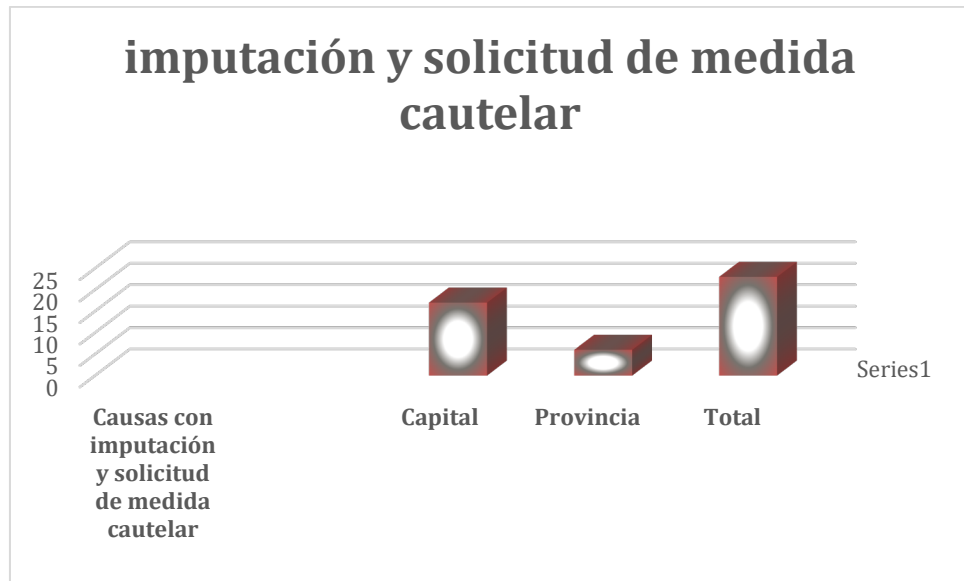 imputación y solicitud de medida
cautelar
25
20
15
10
5
0
Series1
Causas con
imputación
y solicitud
de medida
cautelar
Capital
Provincia
Total